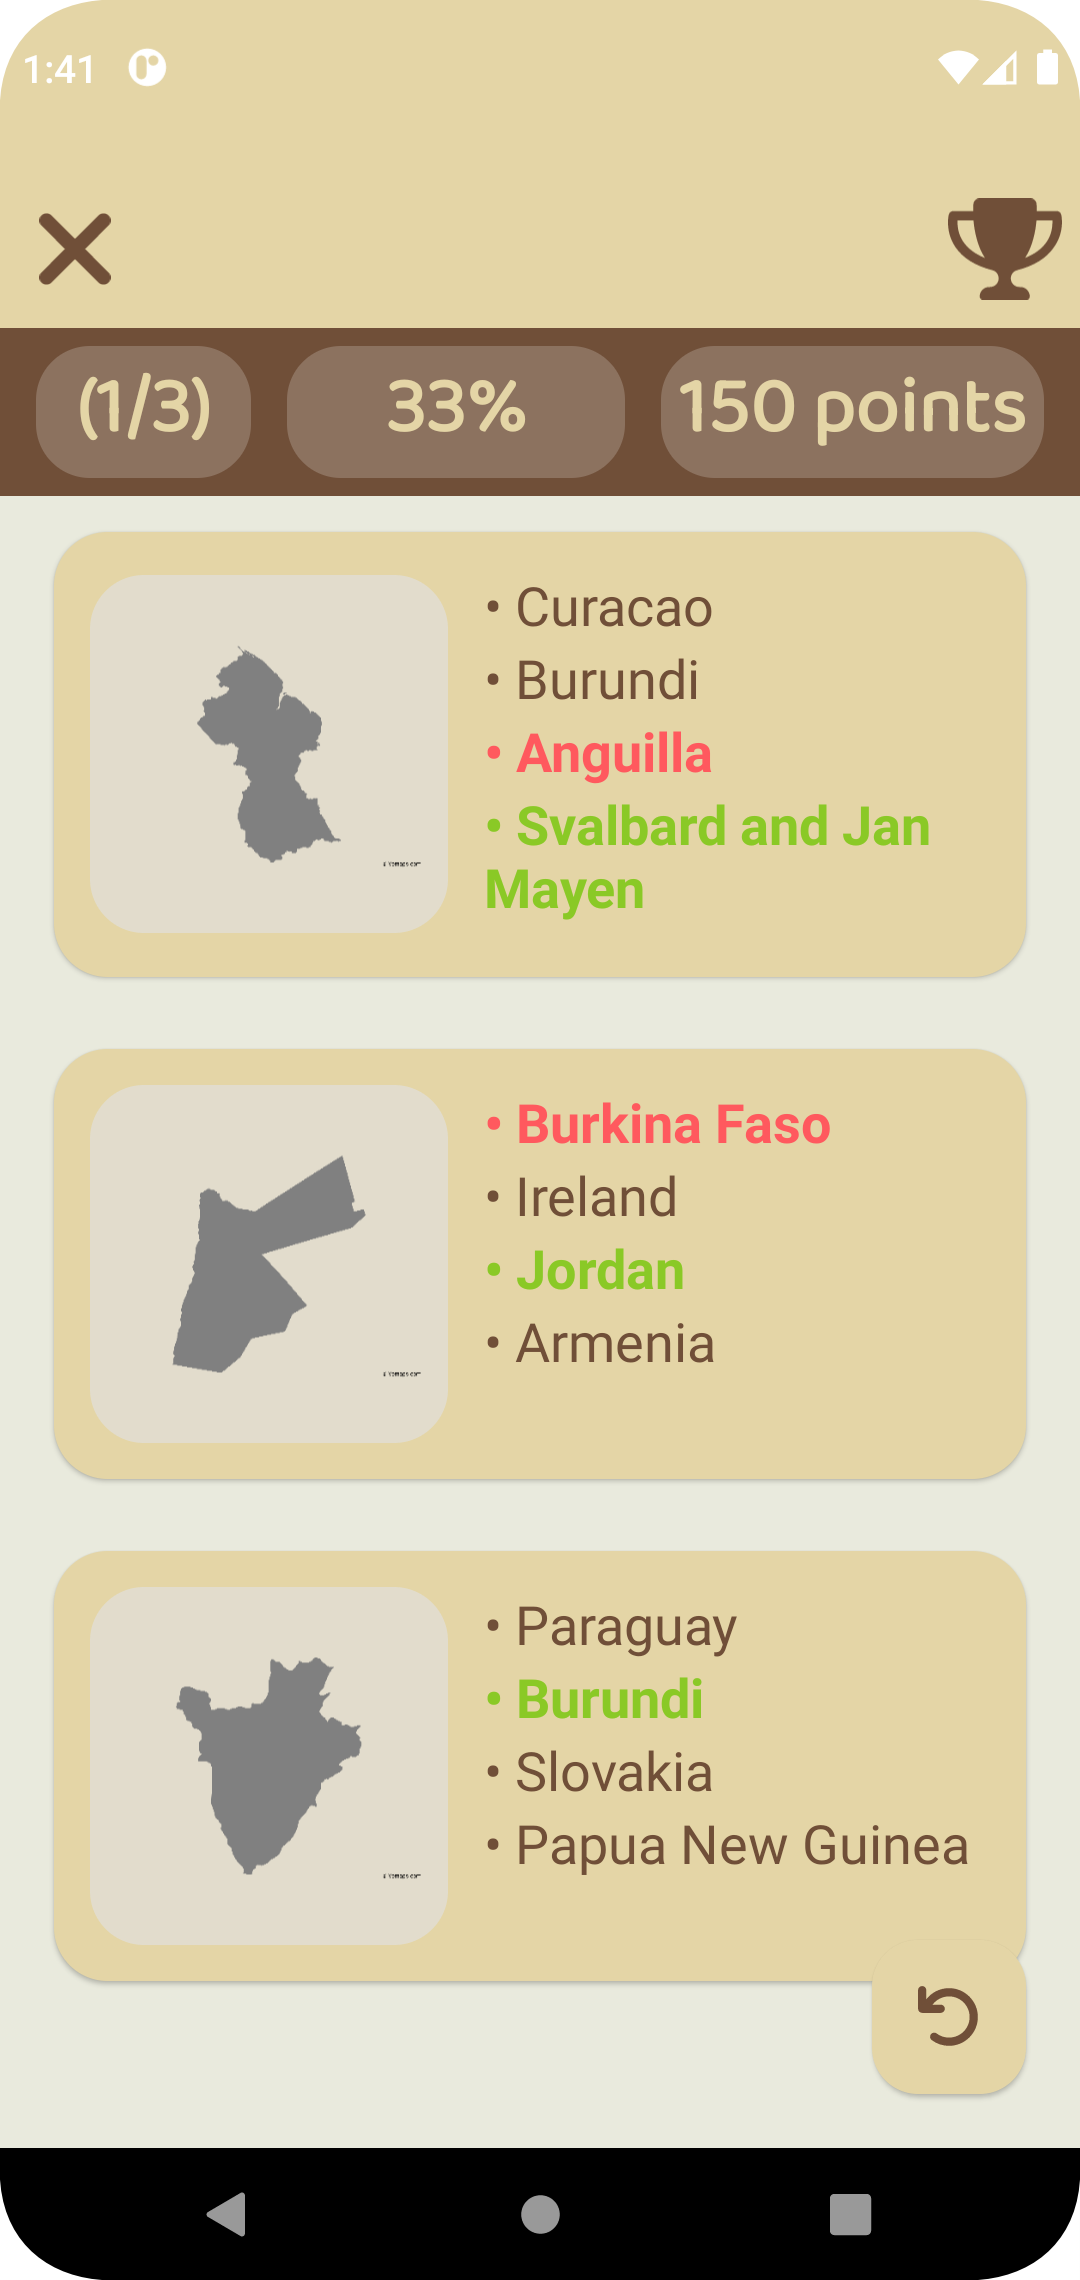 1:41
(1/3)
33%
150 points
• Curacao
• Burundi
• Anguilla
• Svalbard and Jan
Mayen
• Burkina Faso
• Ireland
• Jordan
• Armenia
• Paraguay
• Burundi
• Slovakia
• Papua New Guinea